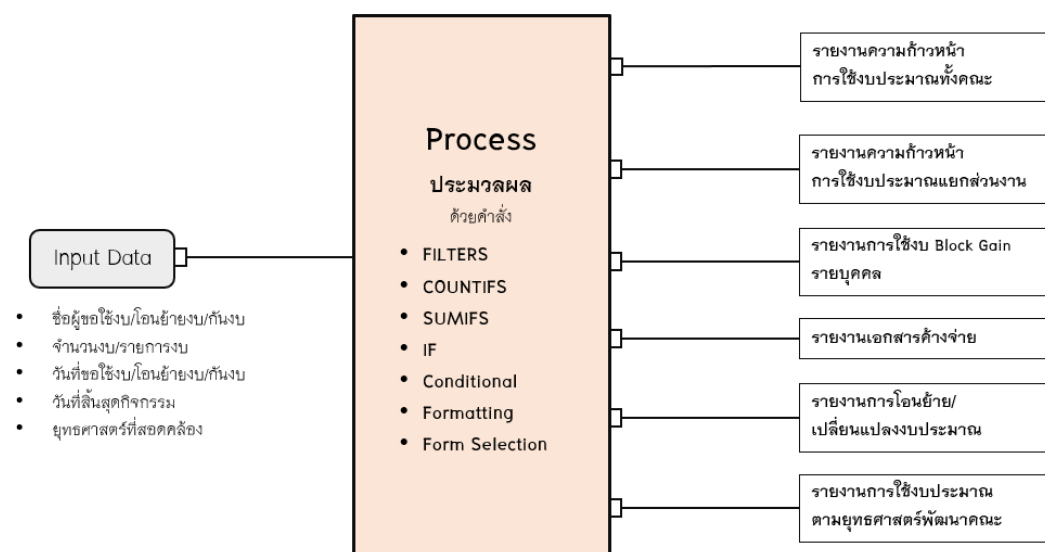 Input Data
• ชื่อผู้ขอใช้งบ/โอนย้ายงบ/กันงบ
• จำนวนงบ/รายการงบ
• วันที่ขอใช้งบ/โอนย้ายงบ/กันงบ
• วันที่สิ้นสุดกิจกรรม
• ยุทธศาสตร์ที่สอดคล้อง
Process
ประมวลผล
ด้วยคำสั่ง
• FILTERS
• COUNTIFS
• SUMIFS
• IF
• Conditional
• Formatting
• Form Selection
รายงานความก้าวหน้า
การใช้งบประมาณทั้งคณะ
รายงานความก้าวหน้า
การใช้งบประมาณแยกส่วนงาน
รายงานการใช้งบ Block Gain
รายบุคคล
รายงานเอกสารค้างจ่าย
รายงานการโอนย้าย/
เปลี่ยนแปลงงบประมาณ
รายงานการใช้งบประมาณ
ตามยุทธศาสตร์พัฒนาคณะ